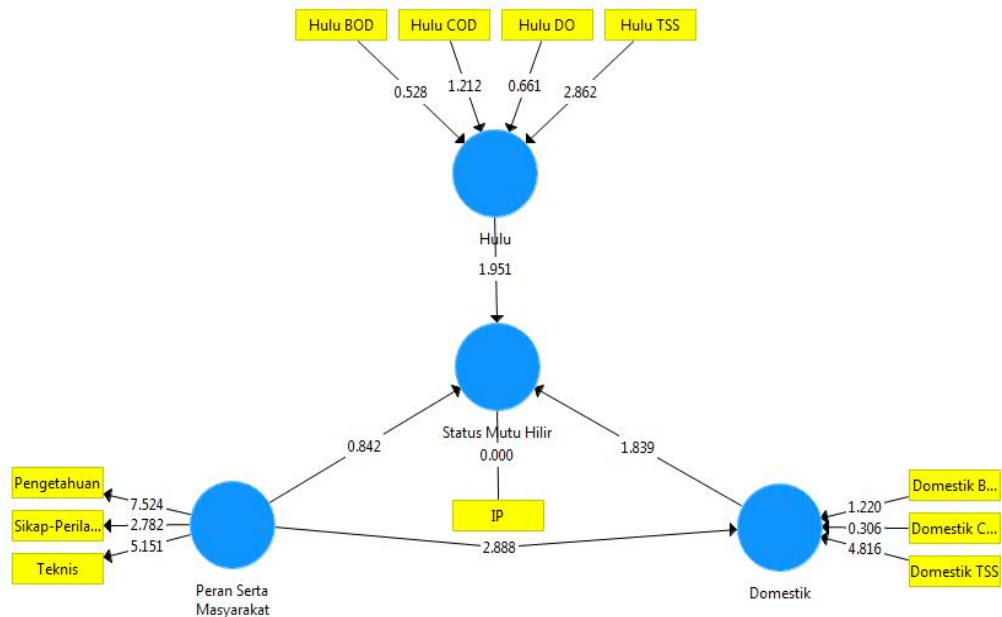 Hulu BOD
Hulu COD
Hulu DO
Hulu TSS
0.528
1.212
0.661
2.862
Hulu
1.951
Status Mutu Hilir
0.842
0.000
1.839
Pengetahuan
Sikap-Perila...
Teknis
7.524
2.782
5.151
IP
2.888
Domestik B...
Domestik C...
Domestik TSS
1.220
0.306
4.816
Peran Serta
Masyarakat
Domestik